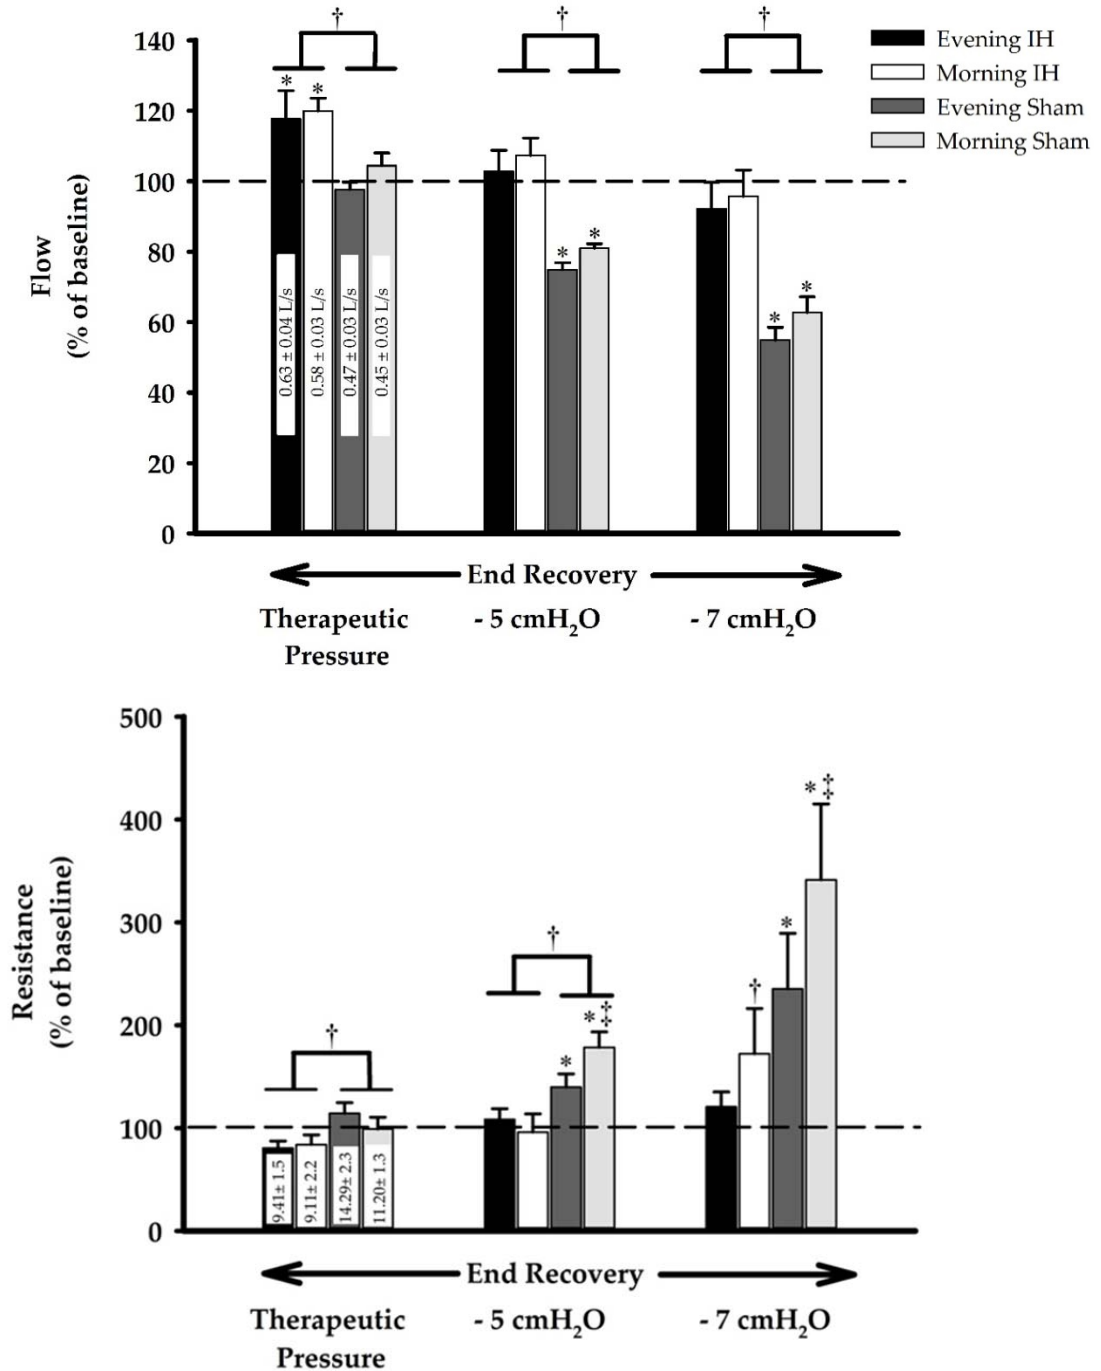 †
†
†
140
120
100
80
60
40
20
0
Flow
(% of baseline)
Evening IH
Morning IH
Evening Sham
Morning Sham
*
*
*
*
*
*
0.63 ± 0.04 L/s
0.58 ± 0.03 L/s
0.47 ± 0.03 L/s
0.45 ± 0.03 L/s
End Recovery
Therapeutic
Pressure
- 5 cmH₂O
- 7 cmH₂O
500
400
300
200
100
0
Resistance
(% of baseline)
†
†
*
*‡
†
*
*‡
9.41± 1.5
9.11± 2.2
14.29± 2.3
11.20± 1.3
End Recovery
Therapeutic
Pressure
- 5 cmH₂O
- 7 cmH₂O